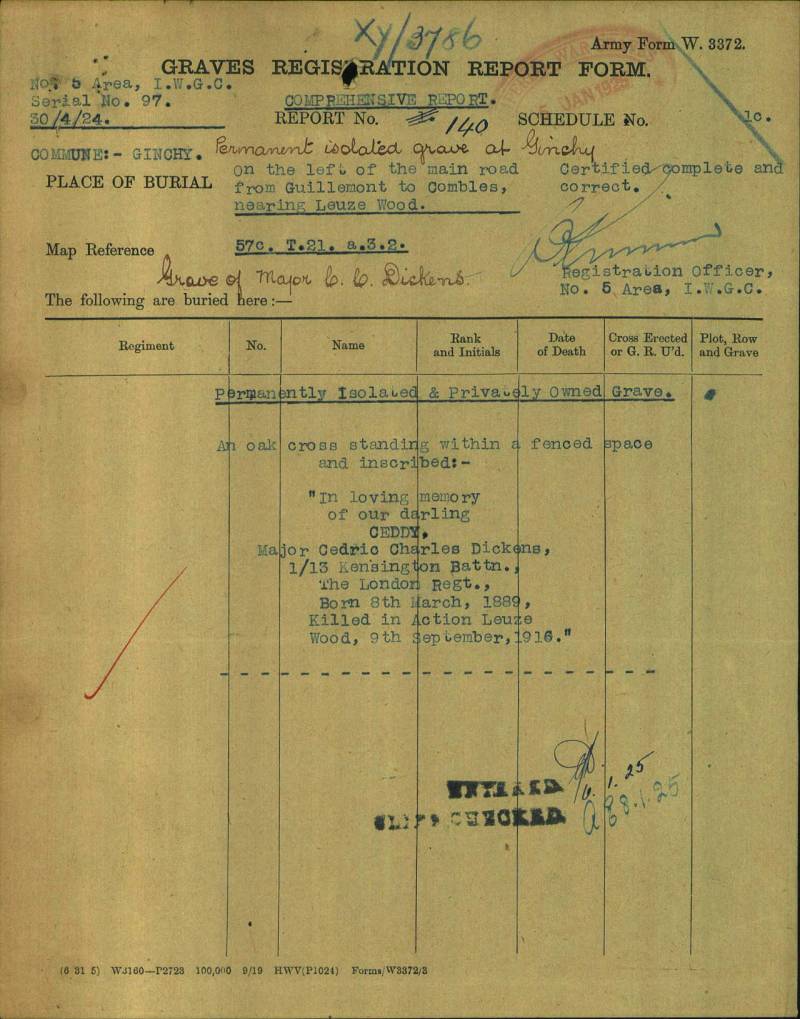 XY/3786
Army Form W. 3372.
GRAVES REGISTRATION REPORT FORM.
No. 5 Area, I.W.G.C.
Serial No. 97.
30/4/24.
COMPREHENSIVE REPORT.
REPORT No. 140 SCHEDULE No. 1c.
COMMUNE:- GINCHY. Permanent isolated grave at Ginchy
PLACE OF BURIAL
On the left of the main road
from Guillemont to Combles,
nearing Leuze Wood.
Certified complete and
correct.
Map Reference 57c. T.21. a.3.2.
Grave of Major C. C. Dickens.
Registration Officer,
No. 5 Area, I.W.G.C.
The following are buried here :—
Regiment No. Name Rank and Initials Date of Death Cross Erected or G. R. U'd. Plot, Row and Grave
Permanently Isolated & Privately Owned Grave.
An oak cross standing within a fenced space
and inscribed:-
"In loving memory
of our darling
CEDDY.
Major Cedric Charles Dickens,
1/13 Kensington Battn.,
The London Regt.,
Born 8th March, 1889,
Killed in Action Leuze
Wood, 9th September,1916."
1.25
CHECKED
8.1.25
(6 31 5) W3160—P2723 100,000 9/19 HWV(P1024) Forms/W3372/3